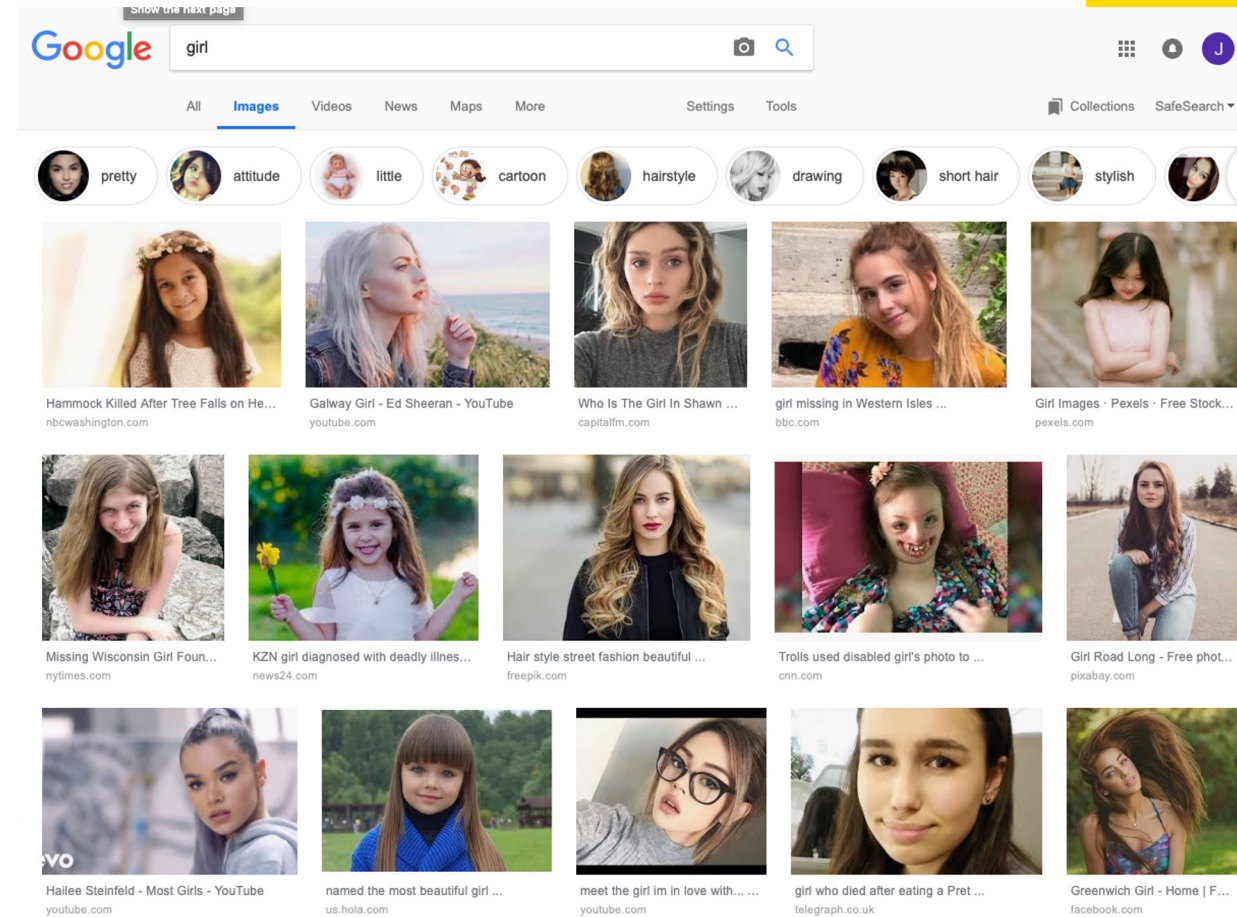 Show the next page
Google
girl
J
All Images Videos News Maps More Settings Tools Collections SafeSearch
pretty attitude little cartoon hairstyle drawing short hair stylish
Hammock Killed After Tree Falls on He... Galway Girl - Ed Sheeran - YouTube Who Is The Girl In Shawn ... girl missing in Western Isles ... Girl Images · Pexels · Free Stock...
nbcwashington.com youtube.com capitalfm.com bbc.com pexels.com
Missing Wisconsin Girl Foun... KZN girl diagnosed with deadly illnes... Hair style street fashion beautiful ... Trolls used disabled girl's photo to ... Girl Road Long - Free phot...
nytimes.com news24.com freepik.com cnn.com pixabay.com
evo
Hailee Steinfeld - Most Girls - YouTube named the most beautiful girl ... meet the girl im in love with... ... girl who died after eating a Pret ... Greenwich Girl - Home | F...
youtube.com us.hola.com youtube.com telegraph.co.uk facebook.com